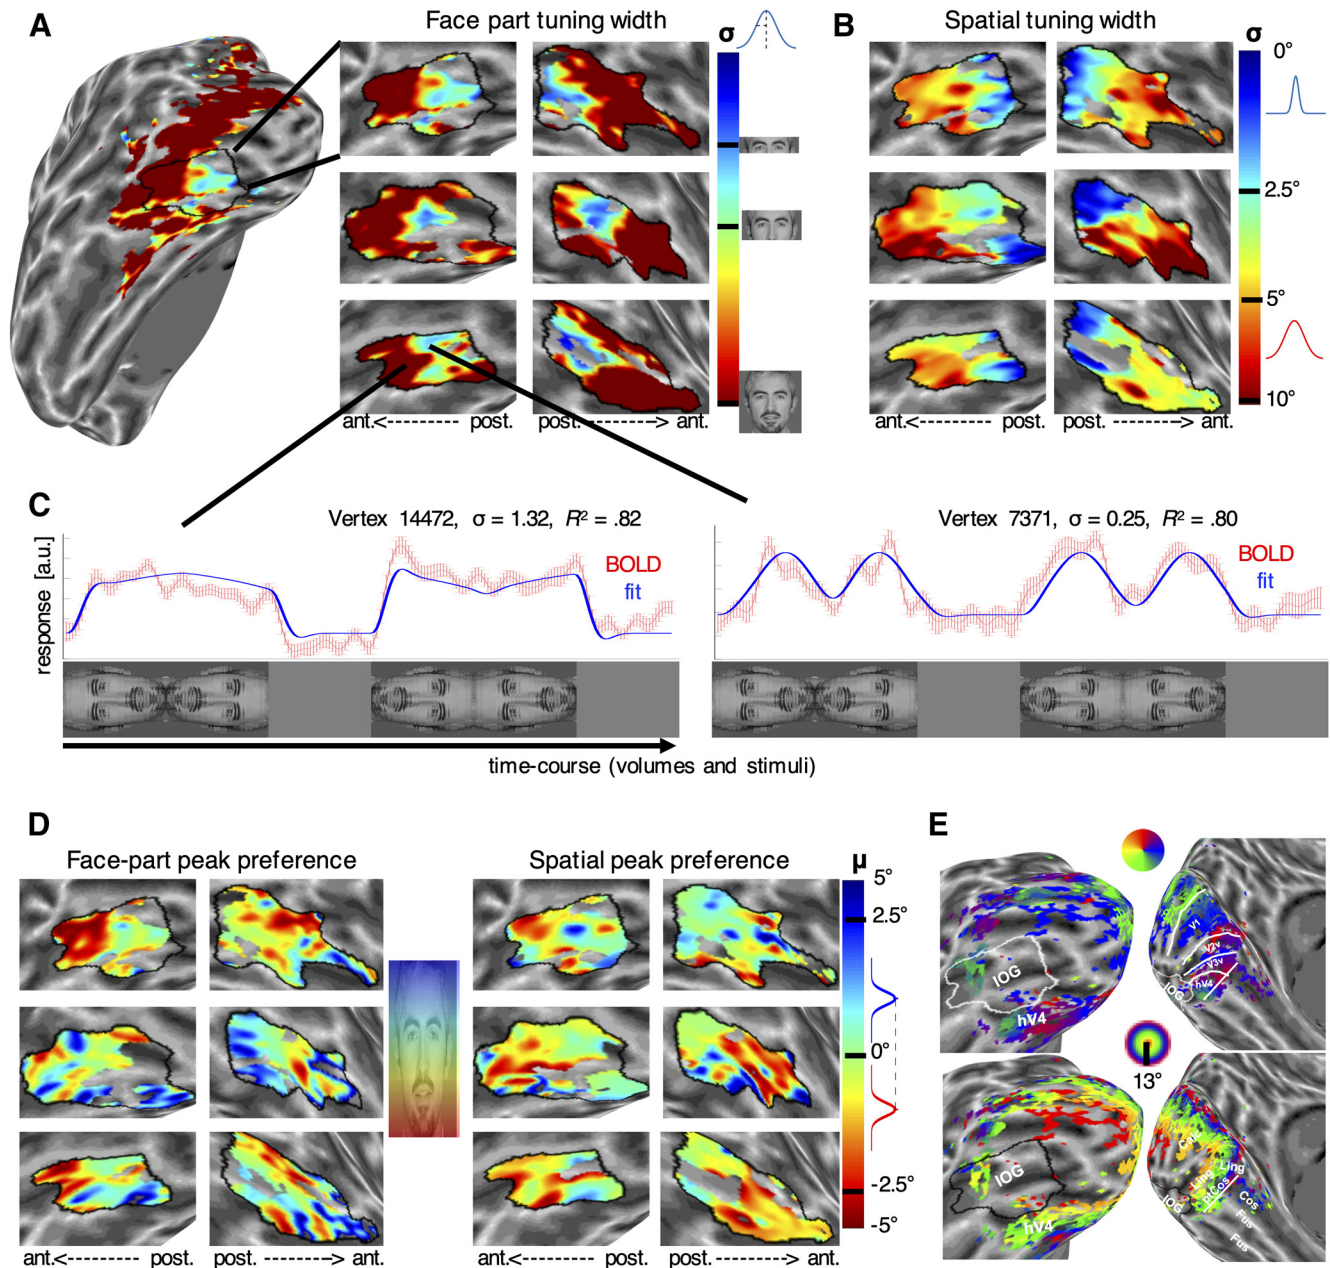 A
Face part tuning width
σ
B
Spatial tuning width
σ
0°
2.5°
5°
10°
ant.<---------- post.
post. ----------> ant.
ant.<---------- post.
post. ----------> ant.
C
Vertex 14472, σ = 1.32, R² = .82
BOLD
fit
Vertex 7371, σ = 0.25, R² = .80
BOLD
fit
response [a.u.]
time-course (volumes and stimuli)
D
Face-part peak preference
Spatial peak preference
μ
5°
2.5°
0°
-2.5°
-5°
ant.<---------- post.
post. ----------> ant.
ant.<---------- post.
post. ----------> ant.
E
IOG
hV4
V1
V2v
V3v
hV4
IOG
13°
IOG
hV4
Calc
Ling
Ling
ptCos
IOG
Cos
Fus
Fus